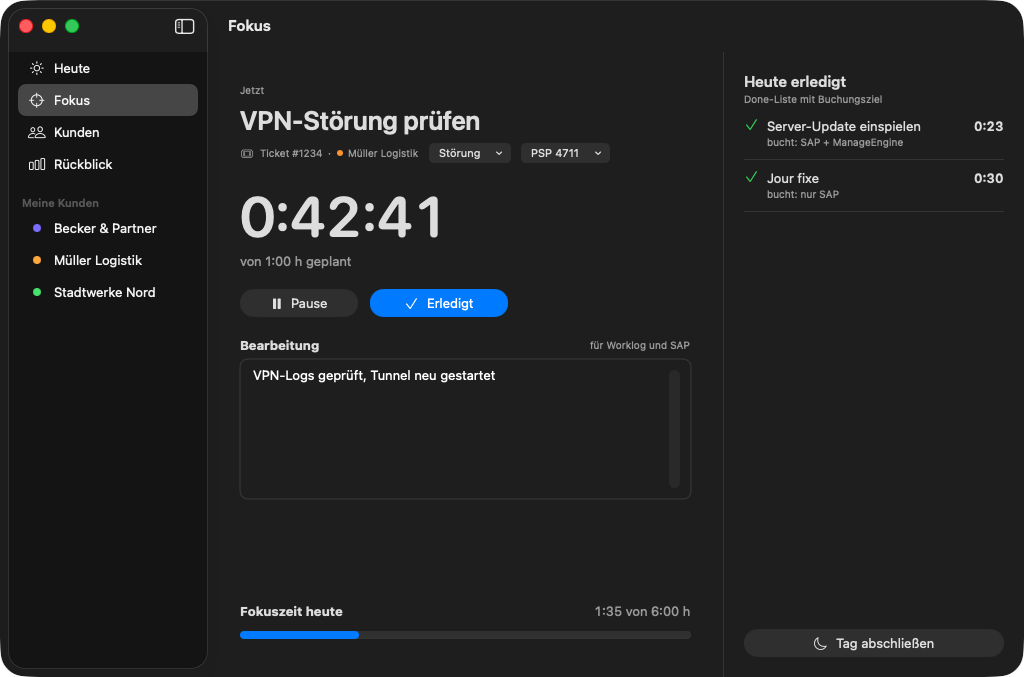 Fokus
Heute
Fokus
Kunden
Rückblick
Meine Kunden
Becker & Partner
Müller Logistik
Stadtwerke Nord
Jetzt
VPN-Störung prüfen
Ticket #1234 · Müller Logistik Störung PSP 4711
0:42:41
von 1:00 h geplant
Pause Erledigt
Bearbeitung für Worklog und SAP
VPN-Logs geprüft, Tunnel neu gestartet
Fokuszeit heute 1:35 von 6:00 h
Heute erledigt
Done-Liste mit Buchungsziel
Server-Update einspielen 0:23
bucht: SAP + ManageEngine
Jour fixe 0:30
bucht: nur SAP
Tag abschließen